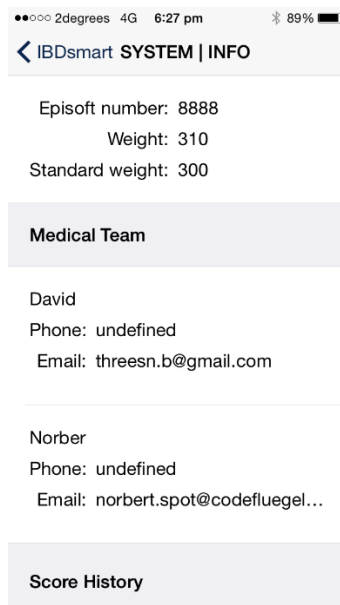 2degrees 4G 6:27 pm 89%
IBDsmart SYSTEM | INFO
Episoft number: 8888
Weight: 310
Standard weight: 300
Medical Team
David
Phone: undefined
Email: threesn.b@gmail.com
Norber
Phone: undefined
Email: norbert.spot@codefluegel...
Score History